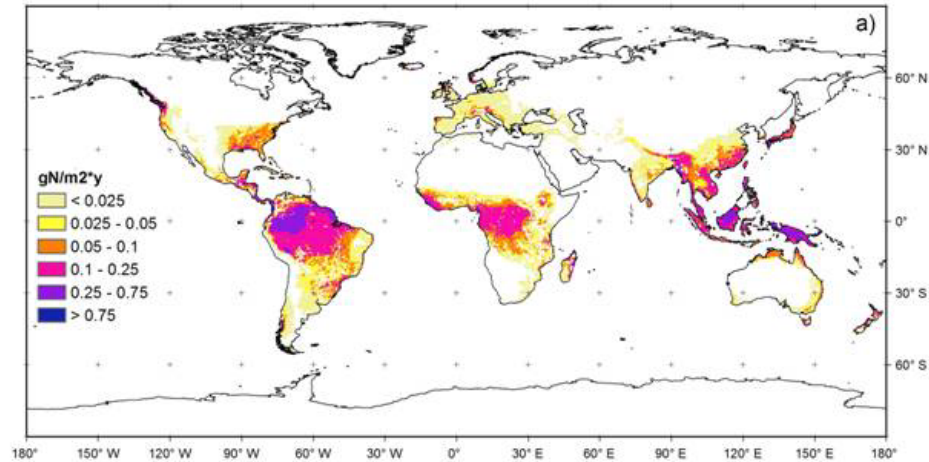 a)
60° N
30° N
gN/m2*y
< 0.025
0.025 - 0.05
0.05 - 0.1
0.1 - 0.25
0.25 - 0.75
> 0.75
0°
30° S
60° S
180° 150° W 120° W 90° W 60° W 30° W 0° 30° E 60° E 90° E 120° E 150° E 180°